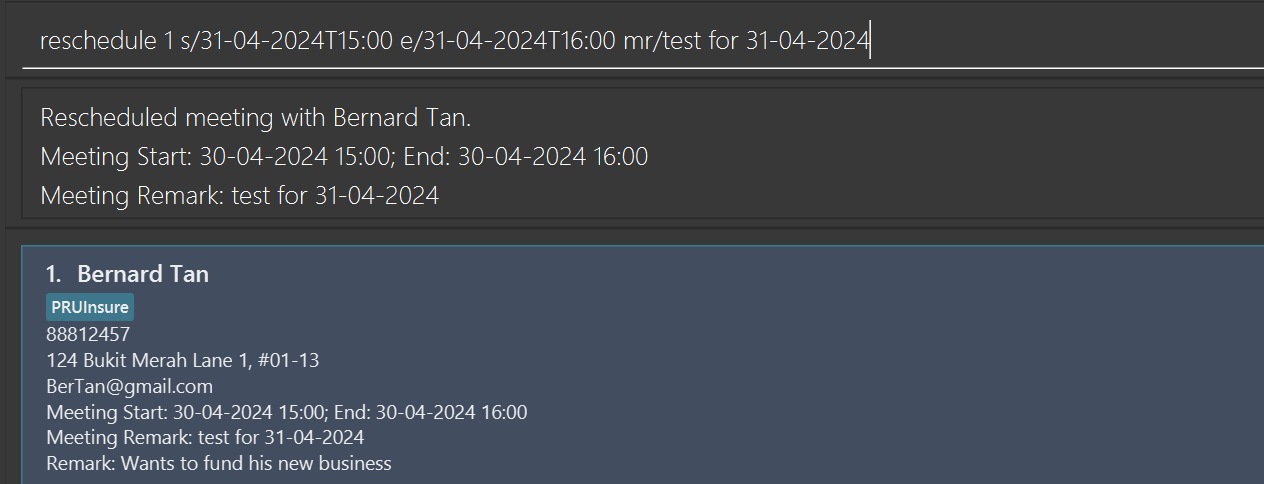 reschedule 1 s/31-04-2024T15:00 e/31-04-2024T16:00 mr/test for 31-04-2024
Rescheduled meeting with Bernard Tan.
Meeting Start: 30-04-2024 15:00; End: 30-04-2024 16:00
Meeting Remark: test for 31-04-2024
1. Bernard Tan
PRUInsure
88812457
124 Bukit Merah Lane 1, #01-13
BerTan@gmail.com
Meeting Start: 30-04-2024 15:00; End: 30-04-2024 16:00
Meeting Remark: test for 31-04-2024
Remark: Wants to fund his new business